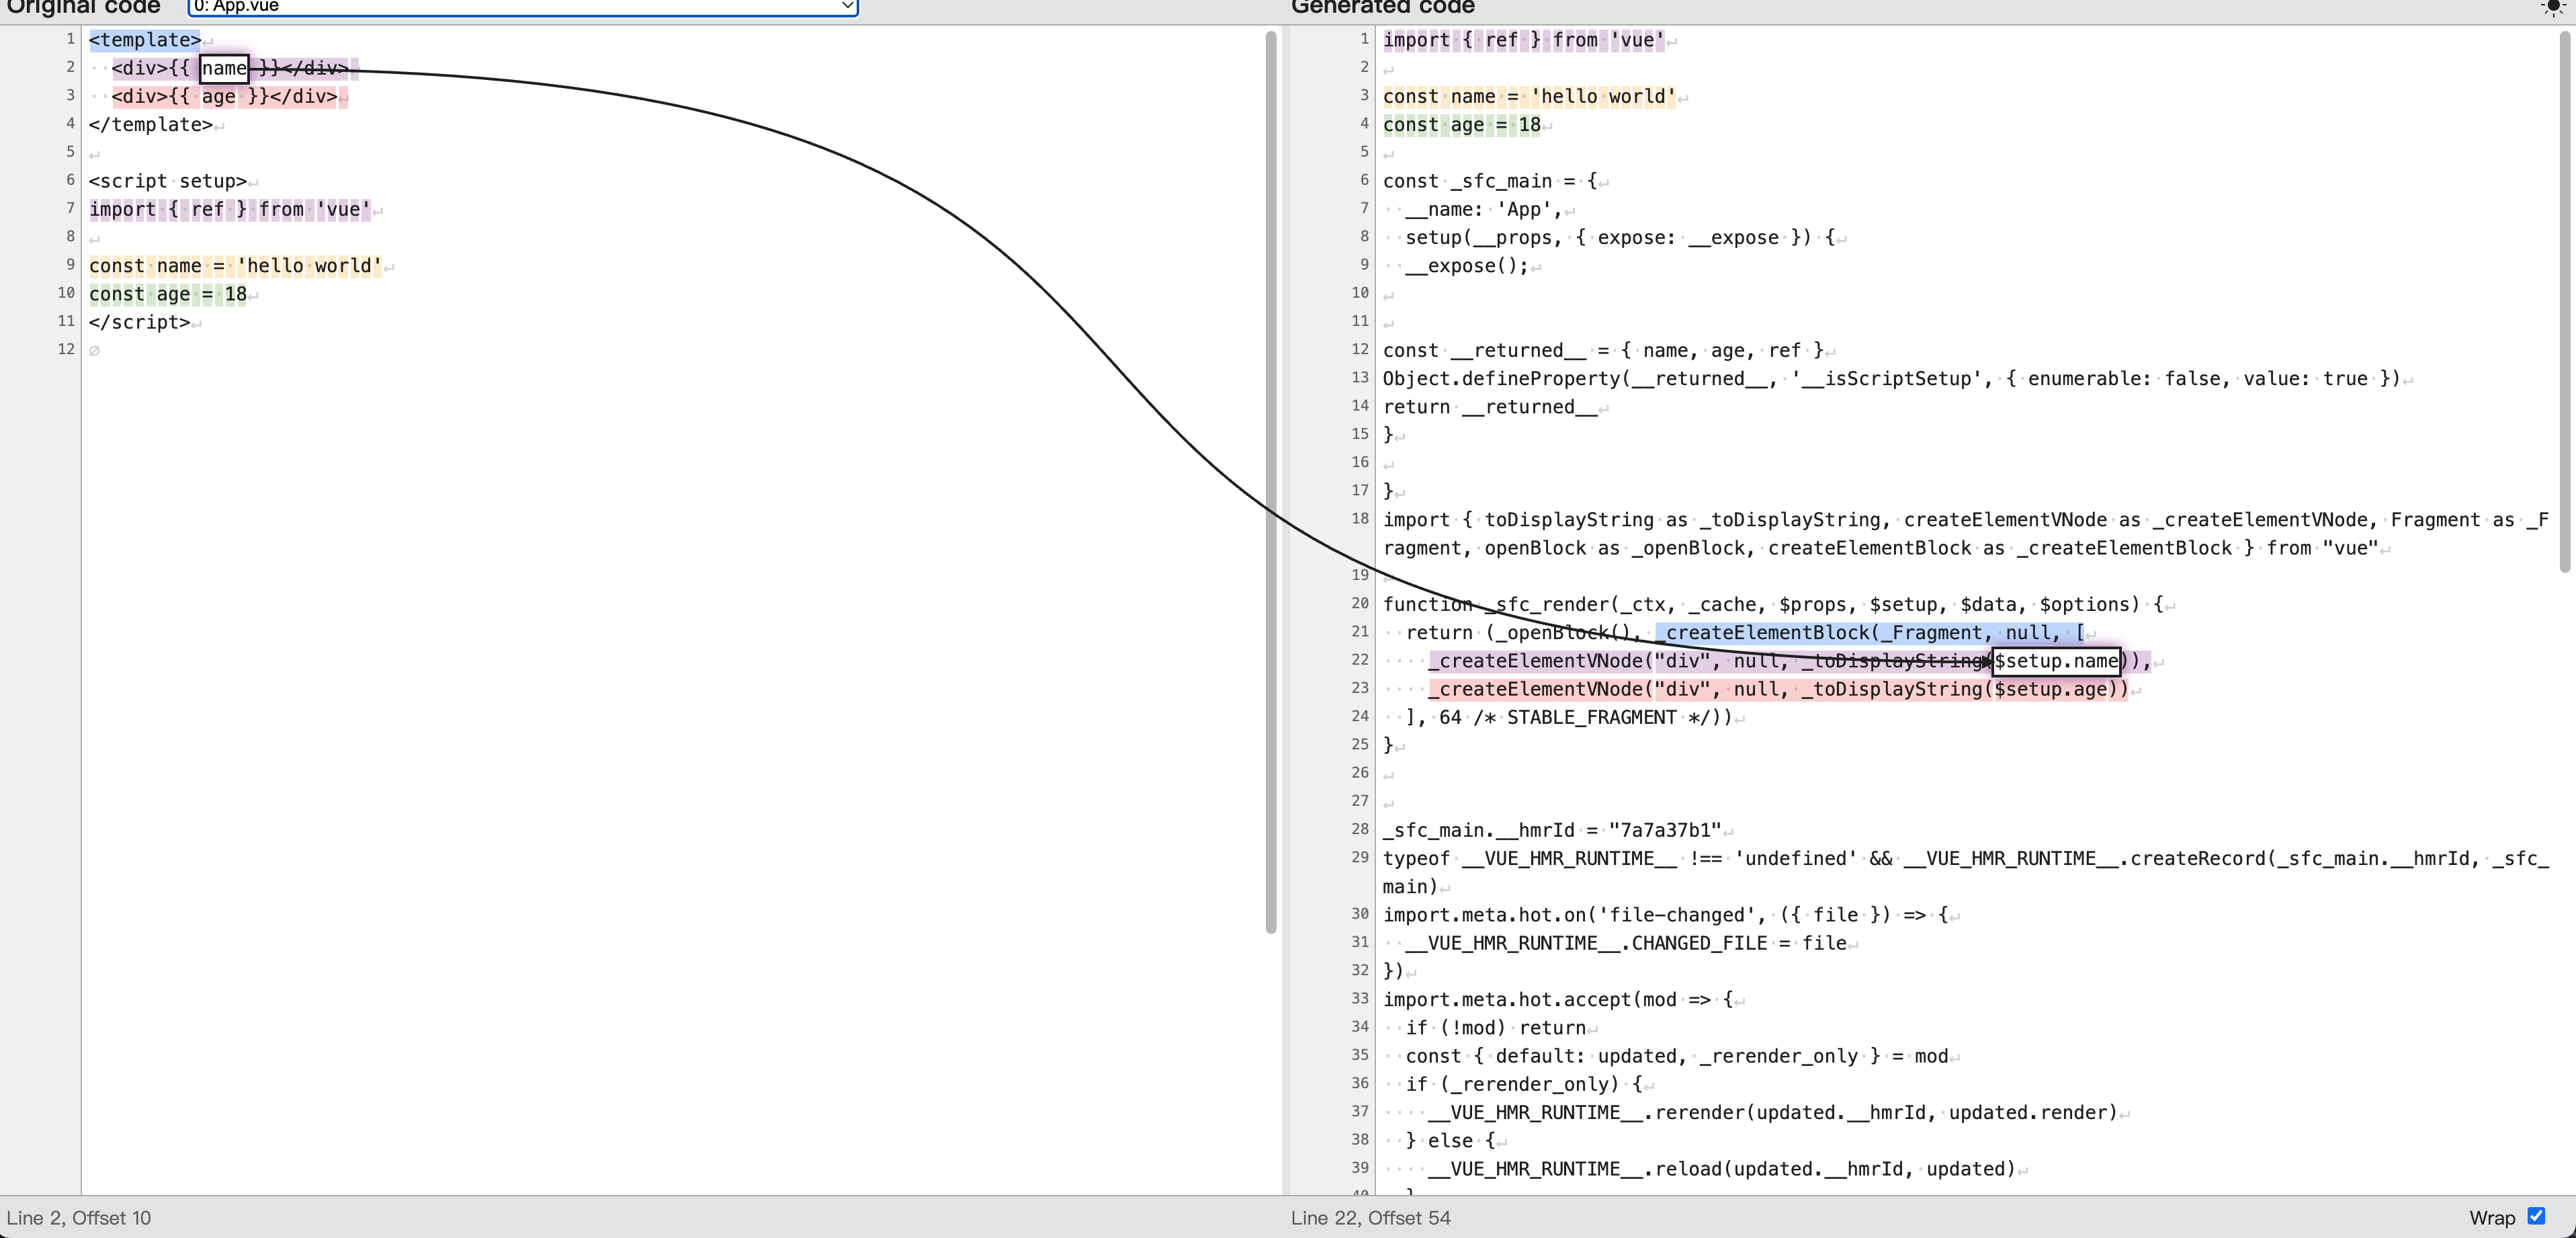 Original code
0: App.vue
1 <template>
2 <div>{{ name }}</div>
3 <div>{{ age }}</div>
4 </template>
5
6 <script setup>
7 import { ref } from 'vue'
8
9 const name = 'hello world'
10 const age = 18
11 </script>
12
Line 2, Offset 10
Generated code
1 import { ref } from 'vue'
2
3 const name = 'hello world'
4 const age = 18
5
6 const _sfc_main = {
7 __name: 'App',
8 setup(__props, { expose: __expose }) {
9 __expose();
10
11
12 const __returned__ = { name, age, ref }
13 Object.defineProperty(__returned__, '__isScriptSetup', { enumerable: false, value: true })
14 return __returned__
15 }
16
17 }
18 import { toDisplayString as _toDisplayString, createElementVNode as _createElementVNode, Fragment as _F
ragment, openBlock as _openBlock, createElementBlock as _createElementBlock } from "vue"
19
20 function _sfc_render(_ctx, _cache, $props, $setup, $data, $options) {
21 return (_openBlock(), _createElementBlock(_Fragment, null, [
22 _createElementVNode("div", null, _toDisplayString($setup.name)),
23 _createElementVNode("div", null, _toDisplayString($setup.age))
24 ], 64 /* STABLE_FRAGMENT */))
25 }
26
27
28 _sfc_main.__hmrId = "7a7a37b1"
29 typeof __VUE_HMR_RUNTIME__ !== 'undefined' && __VUE_HMR_RUNTIME__.createRecord(_sfc_main.__hmrId, _sfc_
main)
30 import.meta.hot.on('file-changed', ({ file }) => {
31 __VUE_HMR_RUNTIME__.CHANGED_FILE = file
32 })
33 import.meta.hot.accept(mod => {
34 if (!mod) return
35 const { default: updated, _rerender_only } = mod
36 if (_rerender_only) {
37 __VUE_HMR_RUNTIME__.rerender(updated.__hmrId, updated.render)
38 } else {
39 __VUE_HMR_RUNTIME__.reload(updated.__hmrId, updated)
40 }
Line 22, Offset 54
Wrap